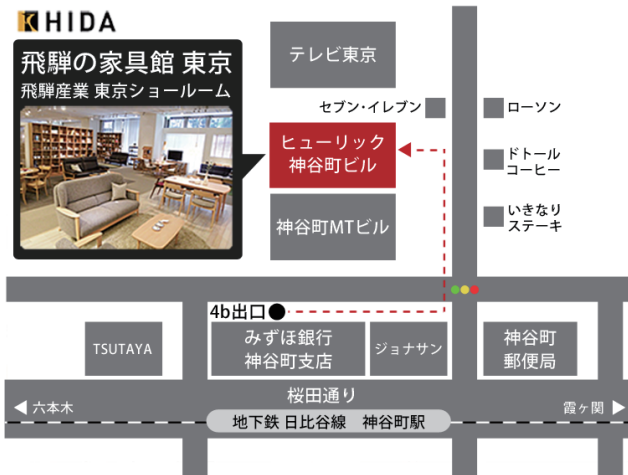 HIDA
飛騨の家具館 東京
飛騨産業 東京ショールーム
テレビ東京
セブン・イレブン
ローソン
ヒューリック
神谷町ビル
ドトール
コーヒー
神谷町MTビル
いきなり
ステーキ
4b出口
TSUTAYA
みずほ銀行
神谷町支店
ジョナサン
神谷町
郵便局
桜田通り
六本木
霞ヶ関
地下鉄 日比谷線　神谷町駅